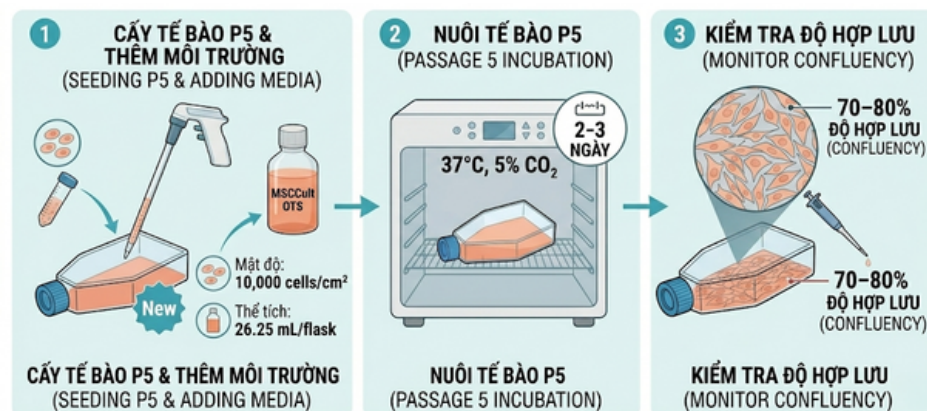 1
CẤY TẾ BÀO P5 &
THÊM MÔI TRƯỜNG
(SEEDING P5 & ADDING MEDIA)
MSCCult
OTS
New
Mật độ:
10,000 cells/cm²
Thể tích:
26.25 mL/flask
CẤY TẾ BÀO P5 & THÊM MÔI TRƯỜNG
(SEEDING P5 & ADDING MEDIA)
2
NUÔI TẾ BÀO P5
(PASSAGE 5 INCUBATION)
2-3
NGÀY
37°C, 5% CO₂
NUÔI TẾ BÀO P5
(PASSAGE 5 INCUBATION)
3
KIỂM TRA ĐỘ HỢP LƯU
(MONITOR CONFLUENCY)
70–80%
ĐỘ HỢP LƯU
(CONFLUENCY)
70–80%
ĐỘ HỢP LƯU
(CONFLUENCY)
KIỂM TRA ĐỘ HỢP LƯU
(MONITOR CONFLUENCY)